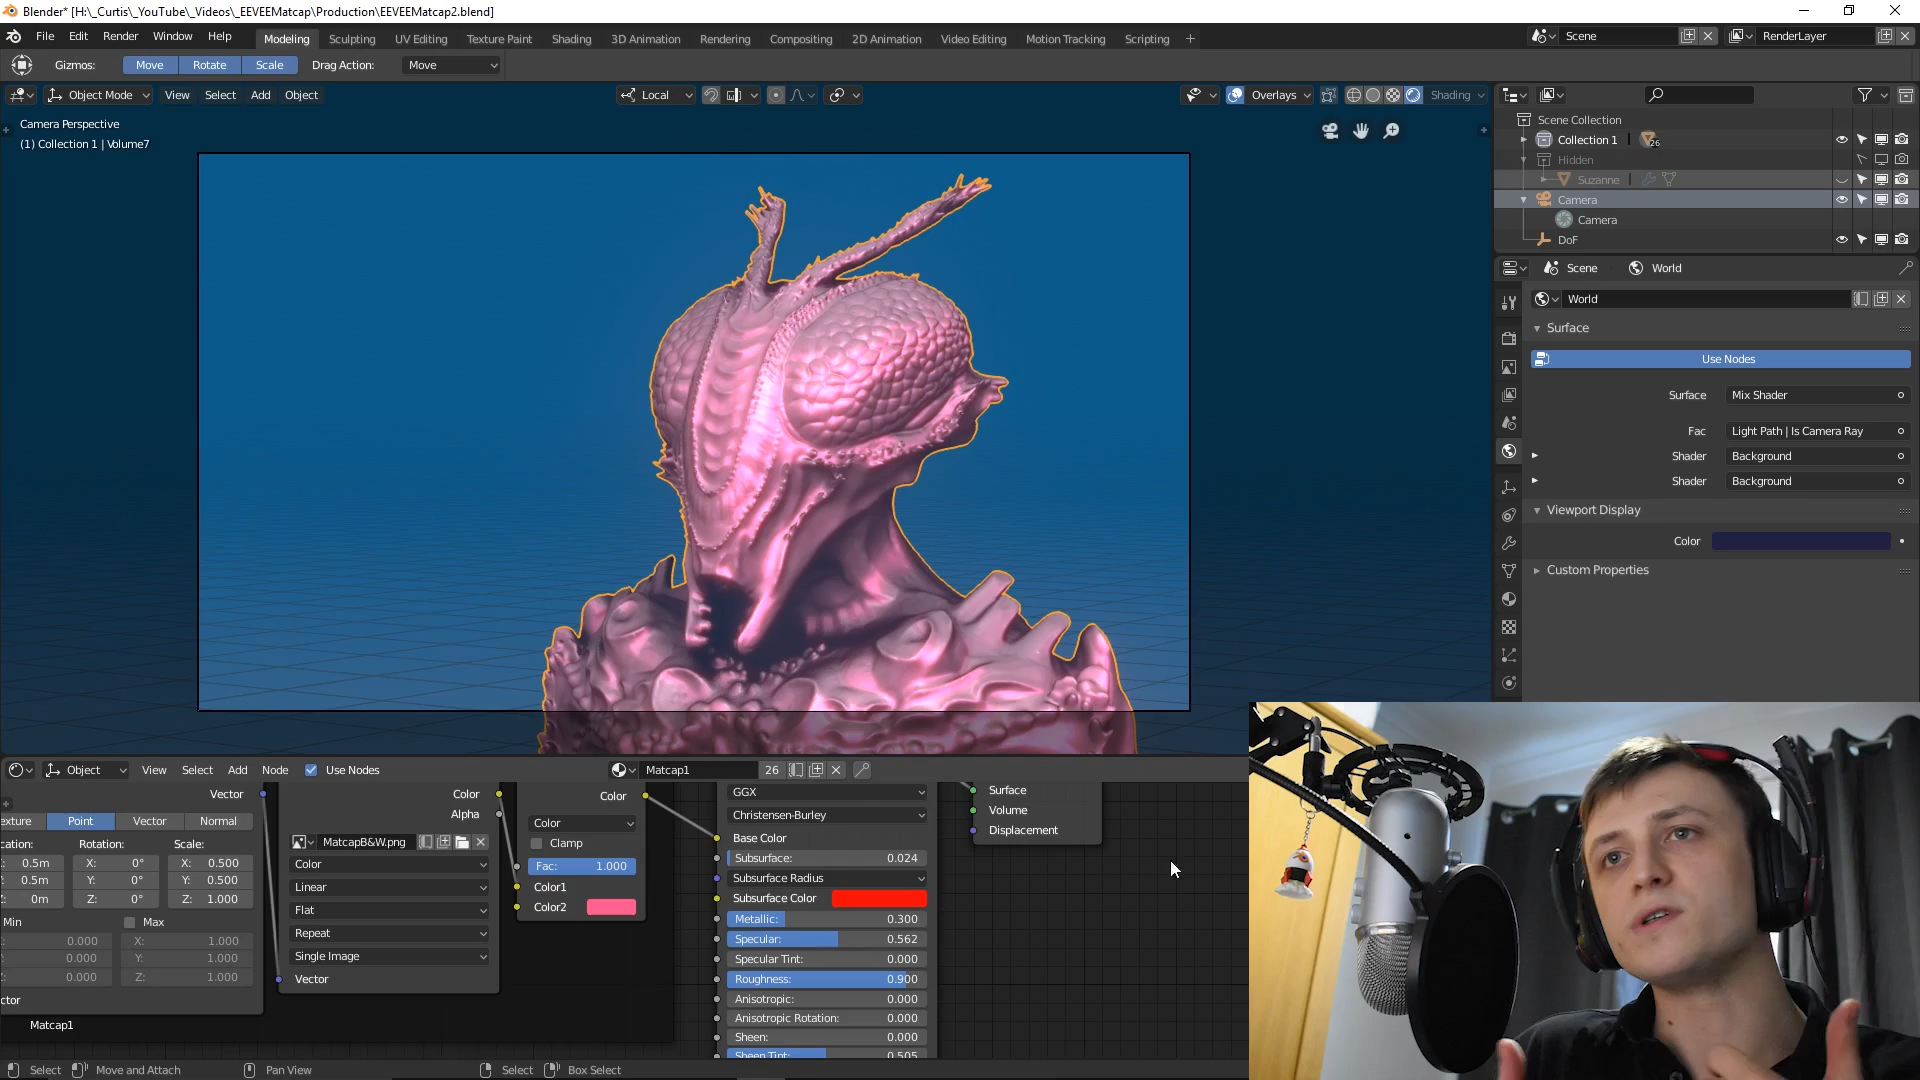 Blender* [H:\_Curtis\_YouTube\_Videos\_EEVEEMatcap\Production\EEVEEMatcap2.blend]
File Edit Render Window Help Modeling Sculpting UV Editing Texture Paint Shading 3D Animation Rendering Compositing 2D Animation Video Editing Motion Tracking Scripting + Scene RenderLayer
Gizmos: Move Rotate Scale Drag Action: Move
Object Mode View Select Add Object Local Overlays Shading
Camera Perspective
(1) Collection 1 | Volume7
Scene Collection
Collection 1 26
Hidden
Suzanne
Camera
Camera
DoF
Scene World
World
Surface
Use Nodes
Surface Mix Shader
Fac Light Path | Is Camera Ray
Shader Background
Shader Background
Viewport Display
Color
Custom Properties
Object View Select Add Node Use Nodes Matcap1 26
Vector
exture Point Vector Normal
cation: Rotation: Scale:
0.5m X: 0° X: 0.500
0.5m Y: 0° Y: 0.500
0m Z: 0° Z: 1.000
Min Max
0.000 X: 1.000
0.000 Y: 1.000
0.000 Z: 1.000
ctor
Matcap1
Color
Alpha
MatcapB&W.png
Color
Linear
Flat
Repeat
Single Image
Vector
Color
Color
Clamp
Fac: 1.000
Color1
Color2
GGX
Christensen-Burley
Base Color
Subsurface: 0.024
Subsurface Radius
Subsurface Color
Metallic: 0.300
Specular: 0.562
Specular Tint: 0.000
Roughness: 0.900
Anisotropic: 0.000
Anisotropic Rotation: 0.000
Sheen: 0.000
Sheen Tint: 0.505
Surface
Volume
Displacement
Select Move and Attach Pan View Select Box Select